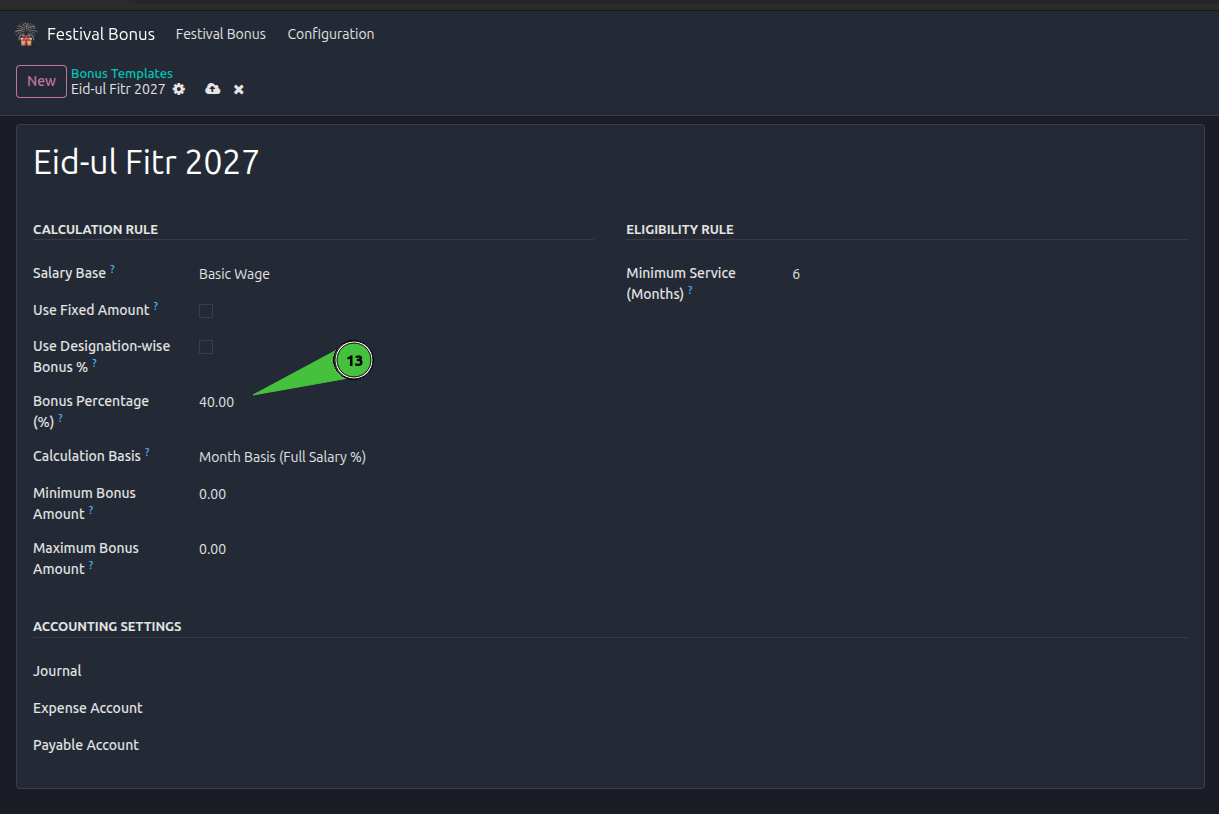 Festival Bonus Festival Bonus Configuration
New
Bonus Templates
Eid-ul Fitr 2027
Eid-ul Fitr 2027
CALCULATION RULE
Salary Base ? Basic Wage
Use Fixed Amount ?
Use Designation-wise
Bonus % ?
13
Bonus Percentage
(%) ? 40.00
Calculation Basis ? Month Basis (Full Salary %)
Minimum Bonus
Amount ? 0.00
Maximum Bonus
Amount ? 0.00
ELIGIBILITY RULE
Minimum Service
(Months) ? 6
ACCOUNTING SETTINGS
Journal
Expense Account
Payable Account